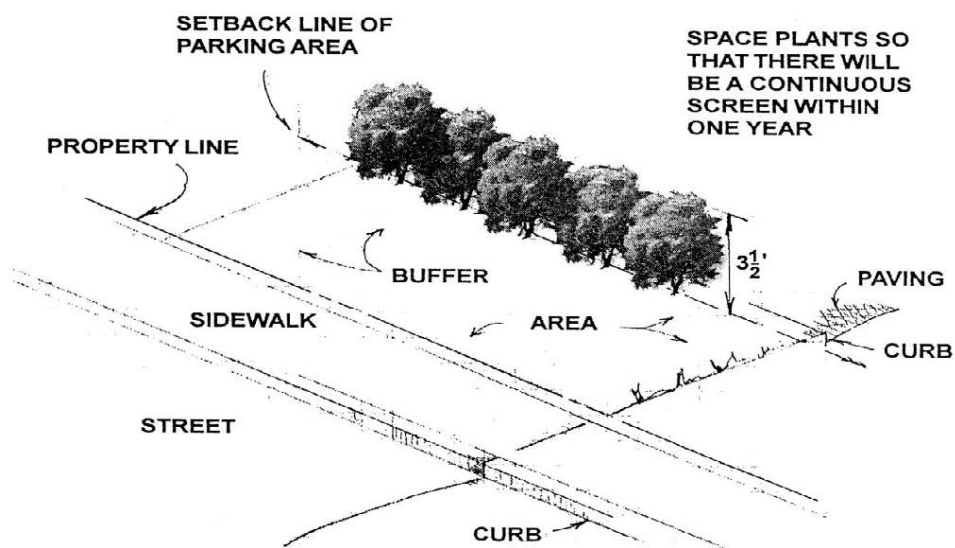 SETBACK LINE OF
PARKING AREA
SPACE PLANTS SO
THAT THERE WILL
BE A CONTINUOUS
SCREEN WITHIN
ONE YEAR
PROPERTY LINE
BUFFER
3½'
PAVING
SIDEWALK
AREA
CURB
STREET
CURB